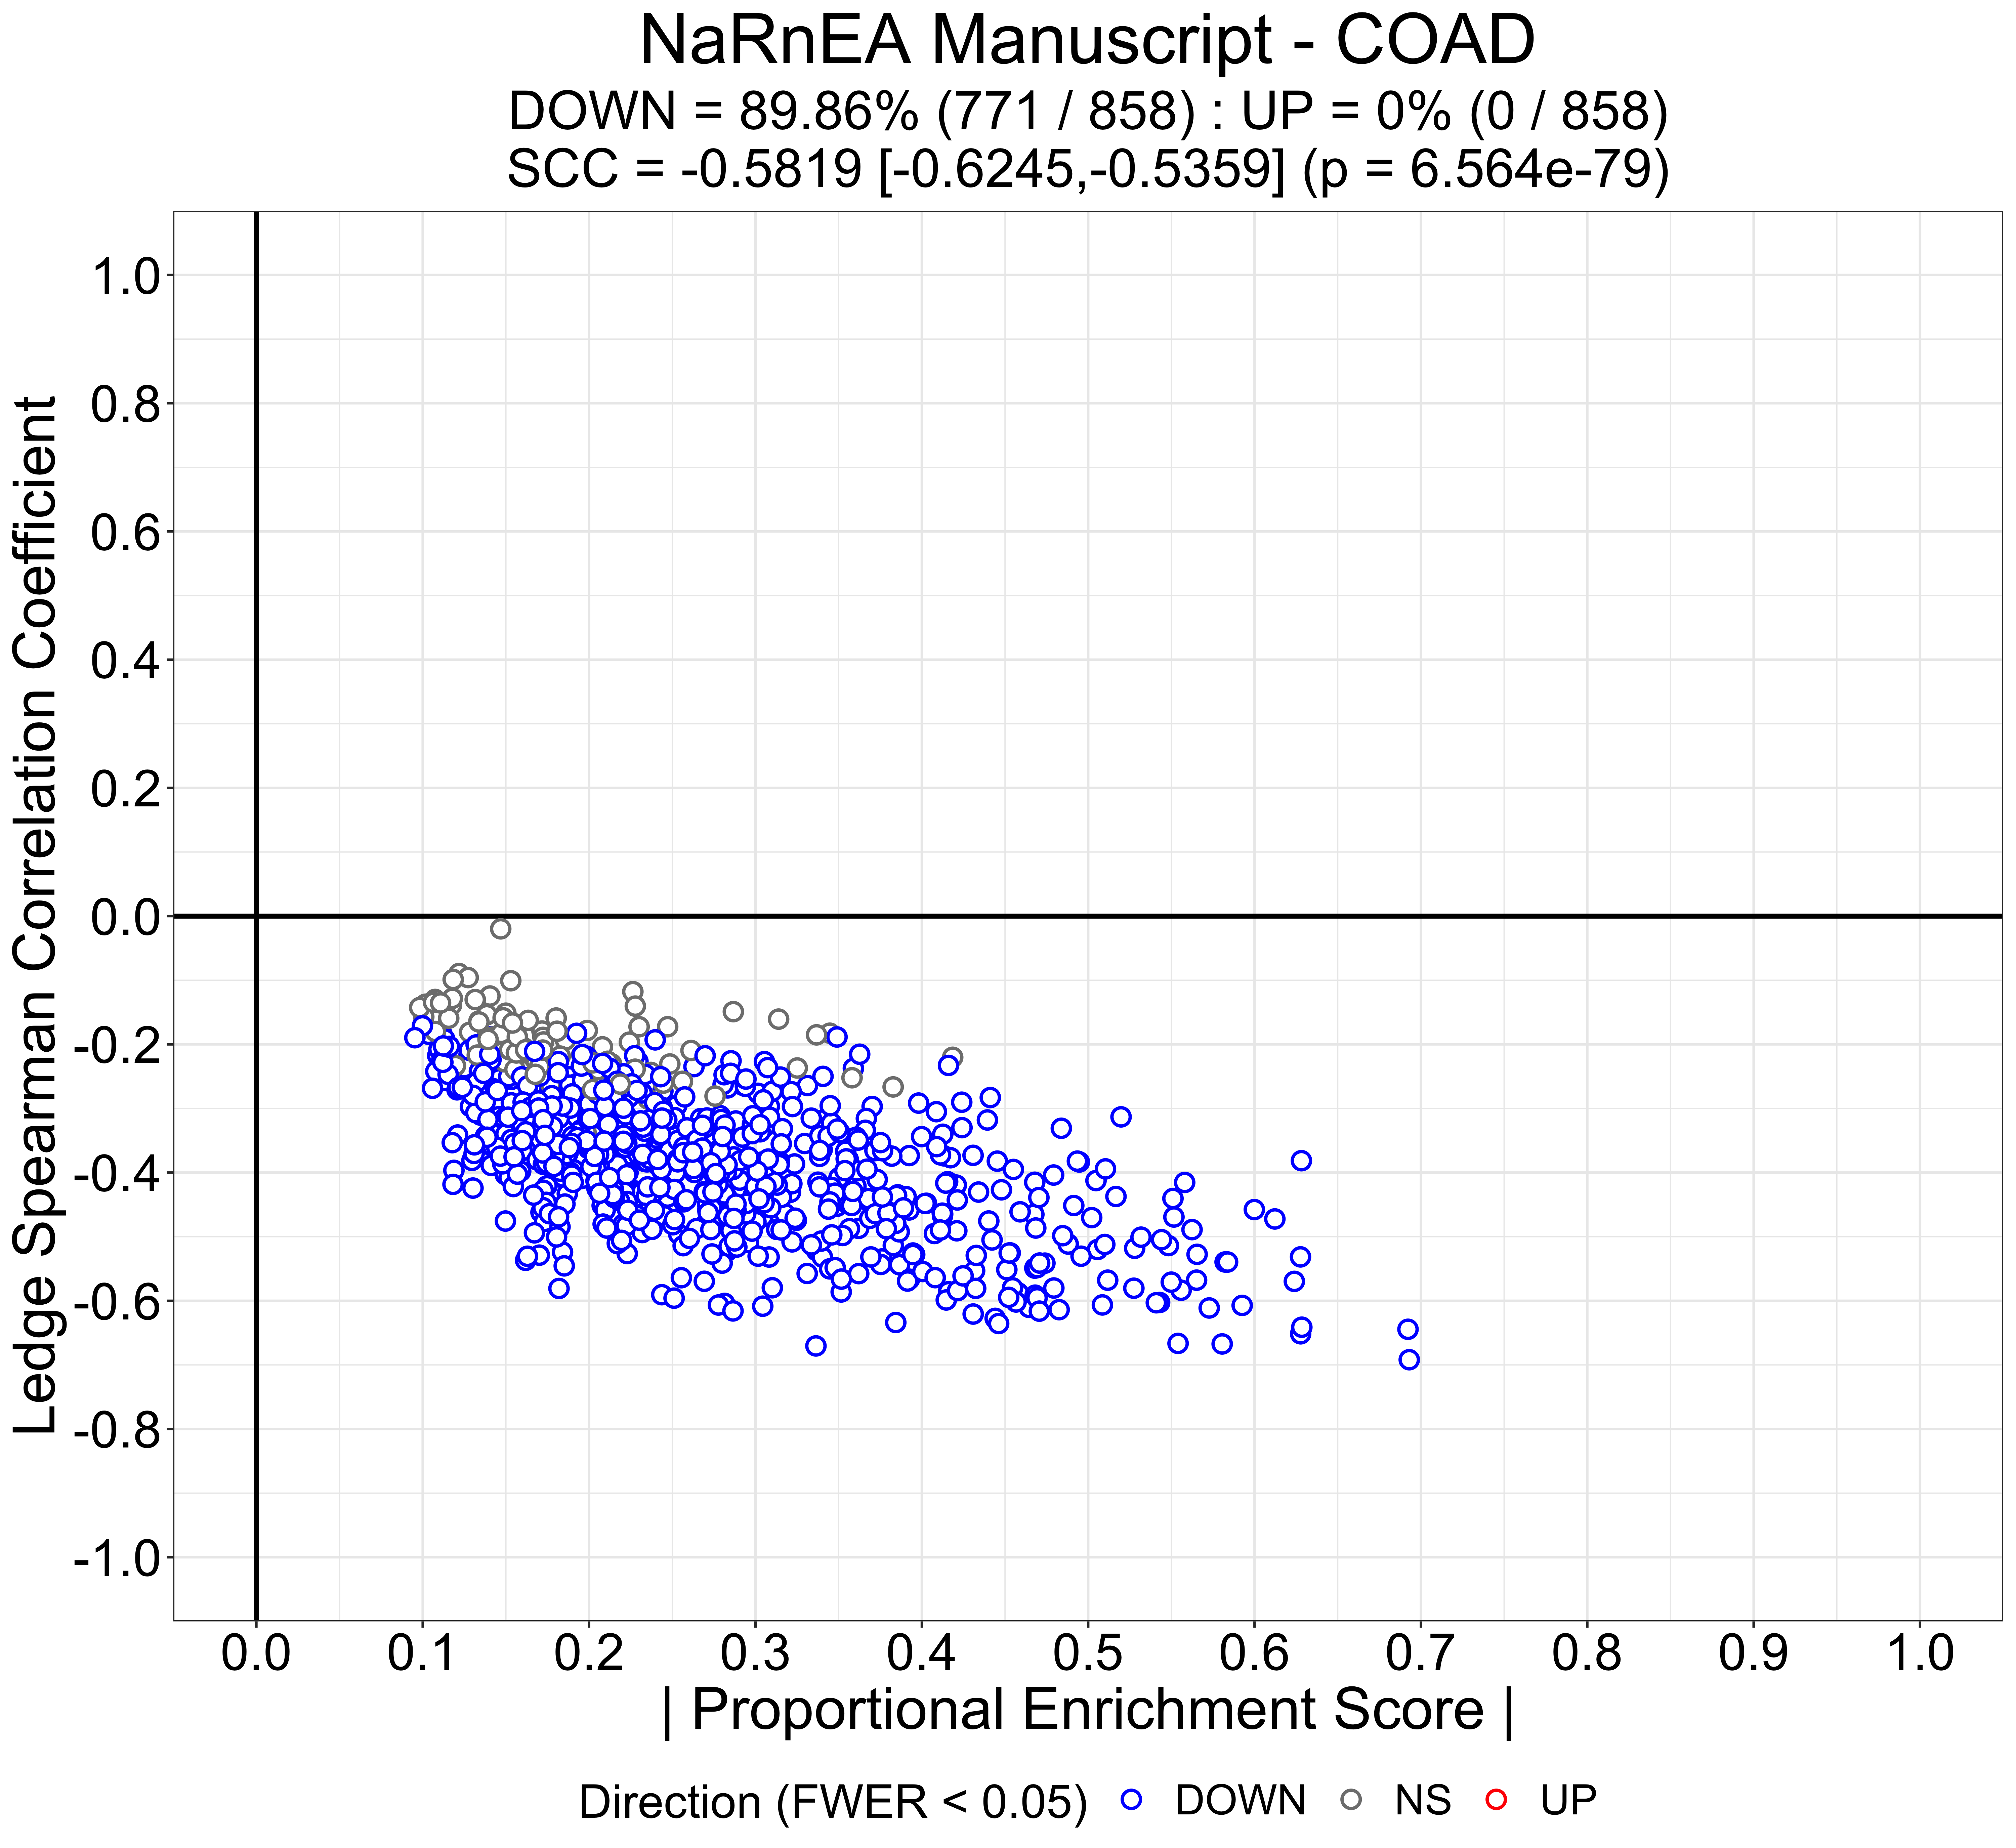 NaRnEA Manuscript - COAD
DOWN = 89.86% (771 / 858) : UP = 0% (0 / 858)
SCC = -0.5819 [-0.6245,-0.5359] (p = 6.564e-79)
Ledge Spearman Correlation Coefficient
1.0
0.8
0.6
0.4
0.2
0.0
-0.2
-0.4
-0.6
-0.8
-1.0
0.0 0.1 0.2 0.3 0.4 0.5 0.6 0.7 0.8 0.9 1.0
| Proportional Enrichment Score |
Direction (FWER < 0.05) DOWN NS UP